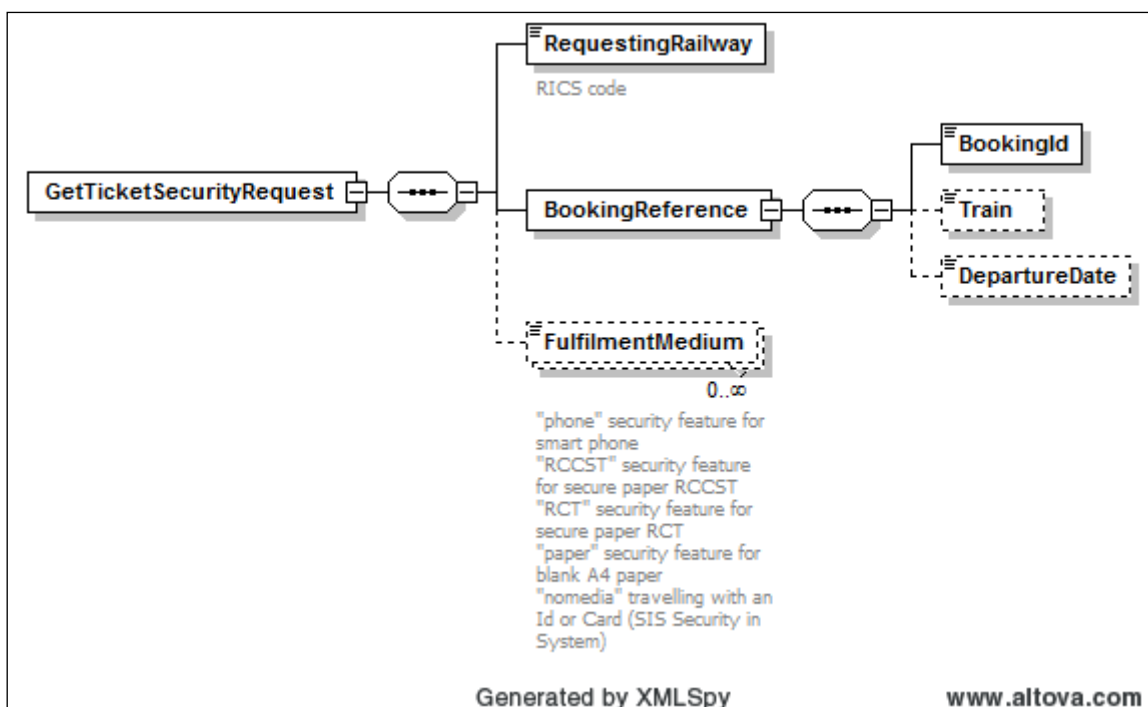 RequestingRailway
RICS code
GetTicketSecurityRequest
BookingReference
BookingId
Train
DepartureDate
FulfilmentMedium
0..∞
"phone" security feature for
smart phone
"RCCST" security feature
for secure paper RCCST
"RCT" security feature for
secure paper RCT
"paper" security feature for
blank A4 paper
"nomedia" travelling with an
Id or Card (SIS Security in
System)
Generated by XMLSpy
www.altova.com